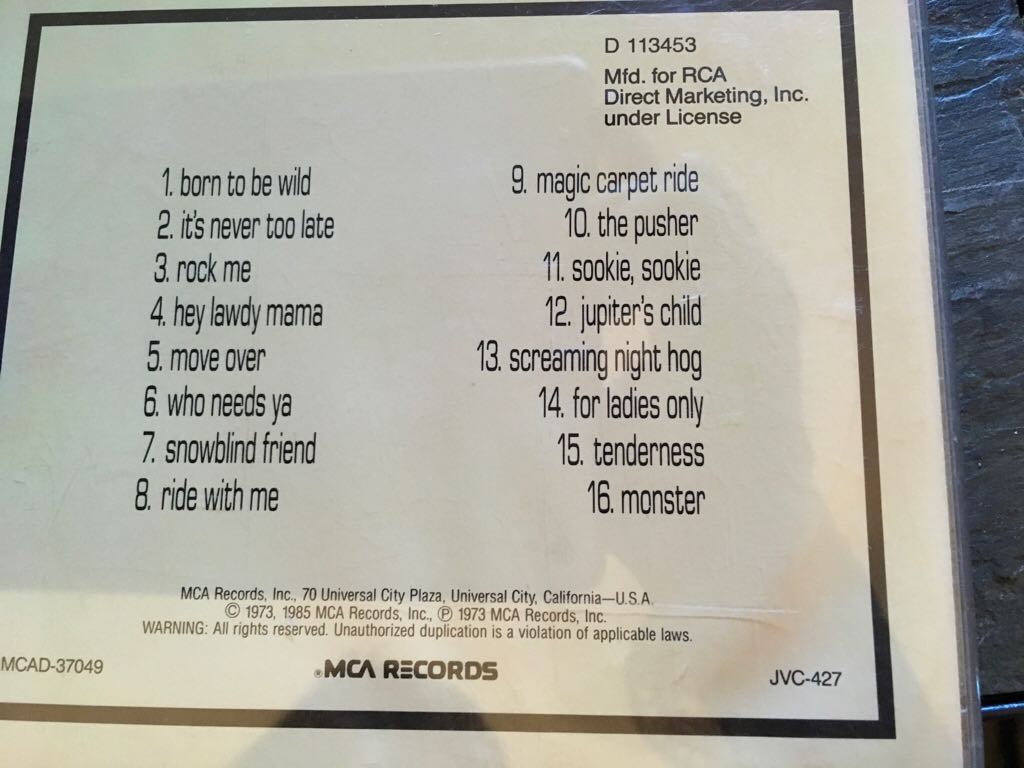 D 113453
Mfd. for RCA
Direct Marketing, Inc.
under License
1. born to be wild
2. it's never too late
3. rock me
4. hey lawdy mama
5. move over
6. who needs ya
7. snowblind friend
8. ride with me
9. magic carpet ride
10. the pusher
11. sookie, sookie
12. jupiter's child
13. screaming night hog
14. for ladies only
15. tenderness
16. monster
MCA Records, Inc., 70 Universal City Plaza, Universal City, California—U.S.A.
© 1973, 1985 MCA Records, Inc., ℗ 1973 MCA Records, Inc.
WARNING: All rights reserved. Unauthorized duplication is a violation of applicable laws.
MCAD-37049
®MCA RECORDS
JVC-427